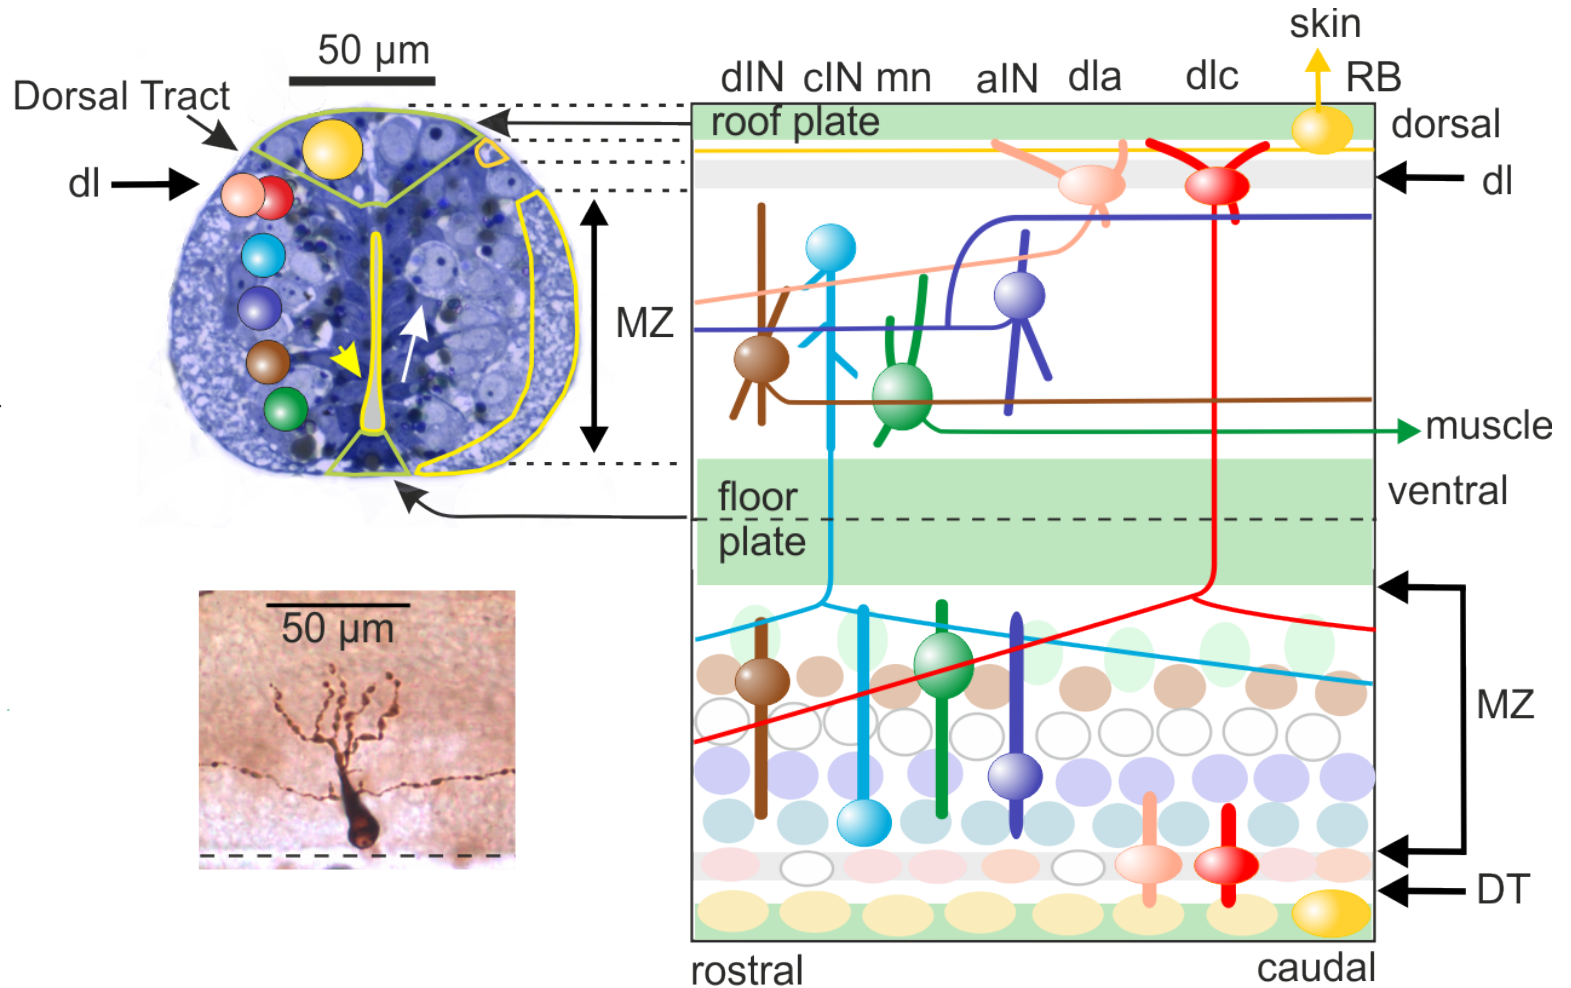 skin
50 µm
dIN cIN mn aIN dla dlc RB
Dorsal Tract
roof plate
dorsal
dl
dl
MZ
muscle
floor
plate
ventral
50 µm
MZ
DT
rostral
caudal